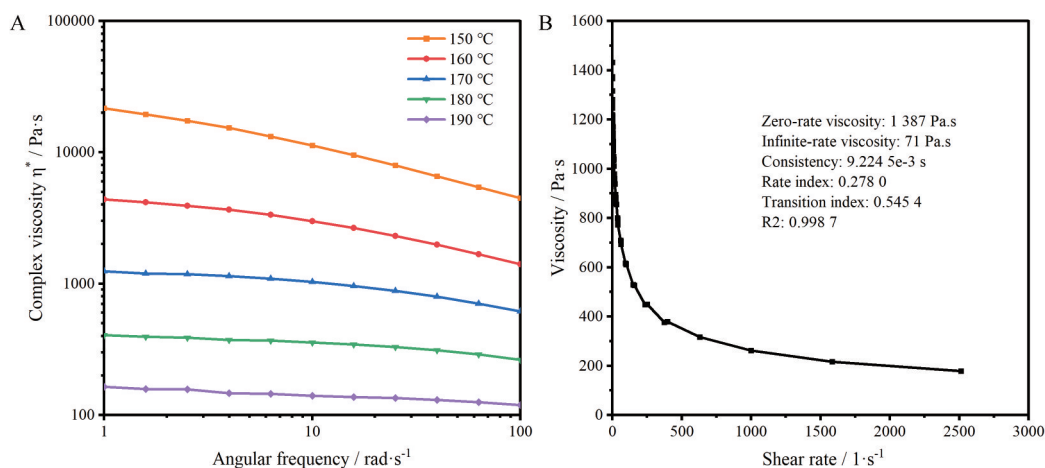 A
100000
10000
1000
100
1
10
100
Complex viscosity η* / Pa·s
Angular frequency / rad·s⁻¹
150 ℃
160 ℃
170 ℃
180 ℃
190 ℃
B
1600
1400
1200
1000
800
600
400
200
0
0
500
1000
1500
2000
2500
3000
Viscosity / Pa·s
Shear rate / 1·s⁻¹
Zero-rate viscosity: 1 387 Pa.s
Infinite-rate viscosity: 71 Pa.s
Consistency: 9.224 5e-3 s
Rate index: 0.278 0
Transition index: 0.545 4
R2: 0.998 7